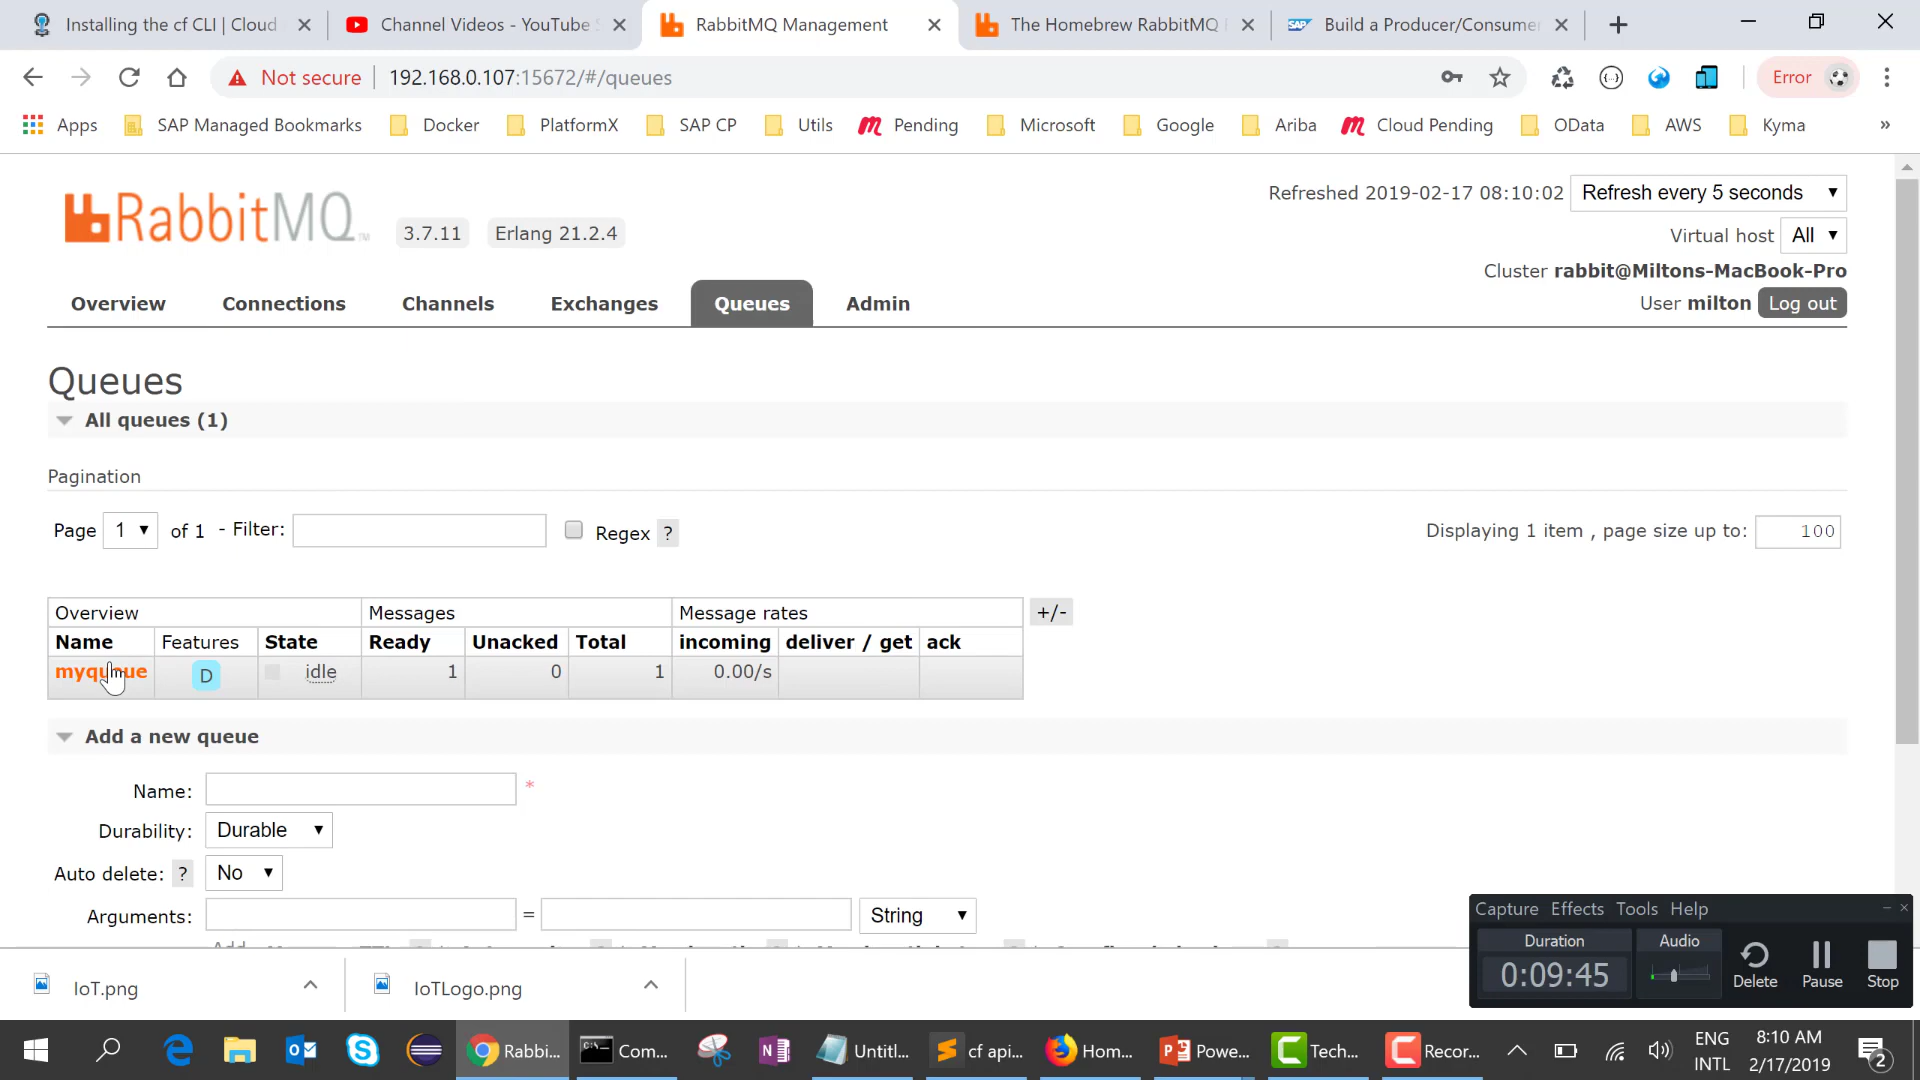 Installing the cf CLI | Cloud
Channel Videos - YouTube S
RabbitMQ Management
The Homebrew RabbitMQ
Build a Producer/Consumer
Not secure
192.168.0.107:15672/#/queues
Error
Apps
SAP Managed Bookmarks
Docker
PlatformX
SAP CP
Utils
Pending
Microsoft
Google
Ariba
Cloud Pending
OData
AWS
Kyma
»
RabbitMQ TM
3.7.11
Erlang 21.2.4
Refreshed 2019-02-17 08:10:02
Refresh every 5 seconds
Virtual host All
Cluster rabbit@Miltons-MacBook-Pro
User milton Log out
Overview
Connections
Channels
Exchanges
Queues
Admin
Queues
All queues (1)
Pagination
Page 1 of 1 - Filter:
Regex ?
Displaying 1 item , page size up to: 100
Overview Messages Message rates +/-
Name Features State Ready Unacked Total incoming deliver / get ack
myqueue D idle 1 0 1 0.00/s
Add a new queue
Name: *
Durability: Durable
Auto delete: ? No
Arguments: = String
Capture Effects Tools Help
Duration
0:09:45
Audio
Delete
Pause
Stop
IoT.png
IoTLogo.png
Rabbi...
Com...
Untitl...
cf api...
Hom...
Powe...
Tech...
Recor...
ENG
INTL
8:10 AM
2/17/2019
2